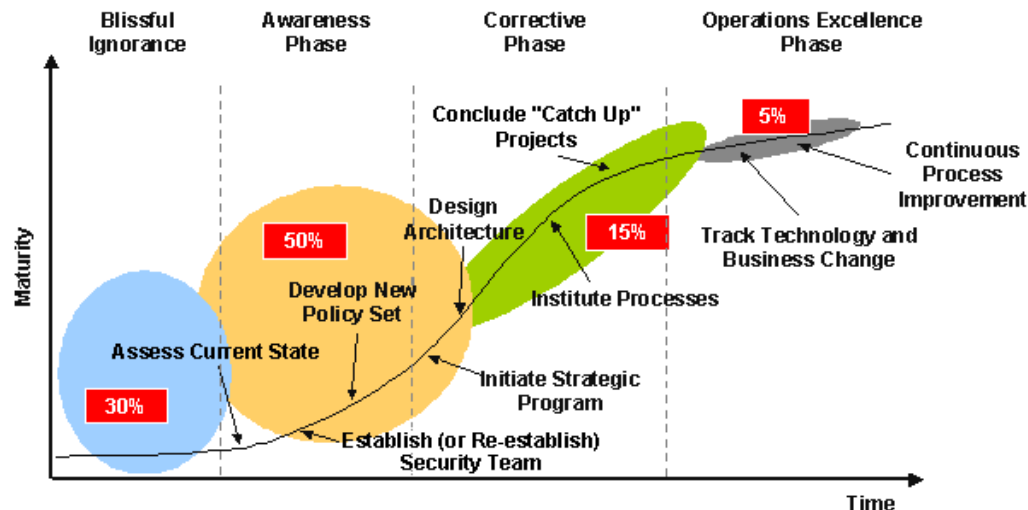 Blissful
Ignorance
Awareness
Phase
Corrective
Phase
Operations Excellence
Phase
Conclude "Catch Up"
Projects
5%
Continuous
Process
Improvement
Design
Architecture
50%
15%
Track Technology and
Business Change
Maturity
Develop New
Policy Set
Institute Processes
Assess Current State
Initiate Strategic
Program
30%
Establish (or Re-establish)
Security Team
Time